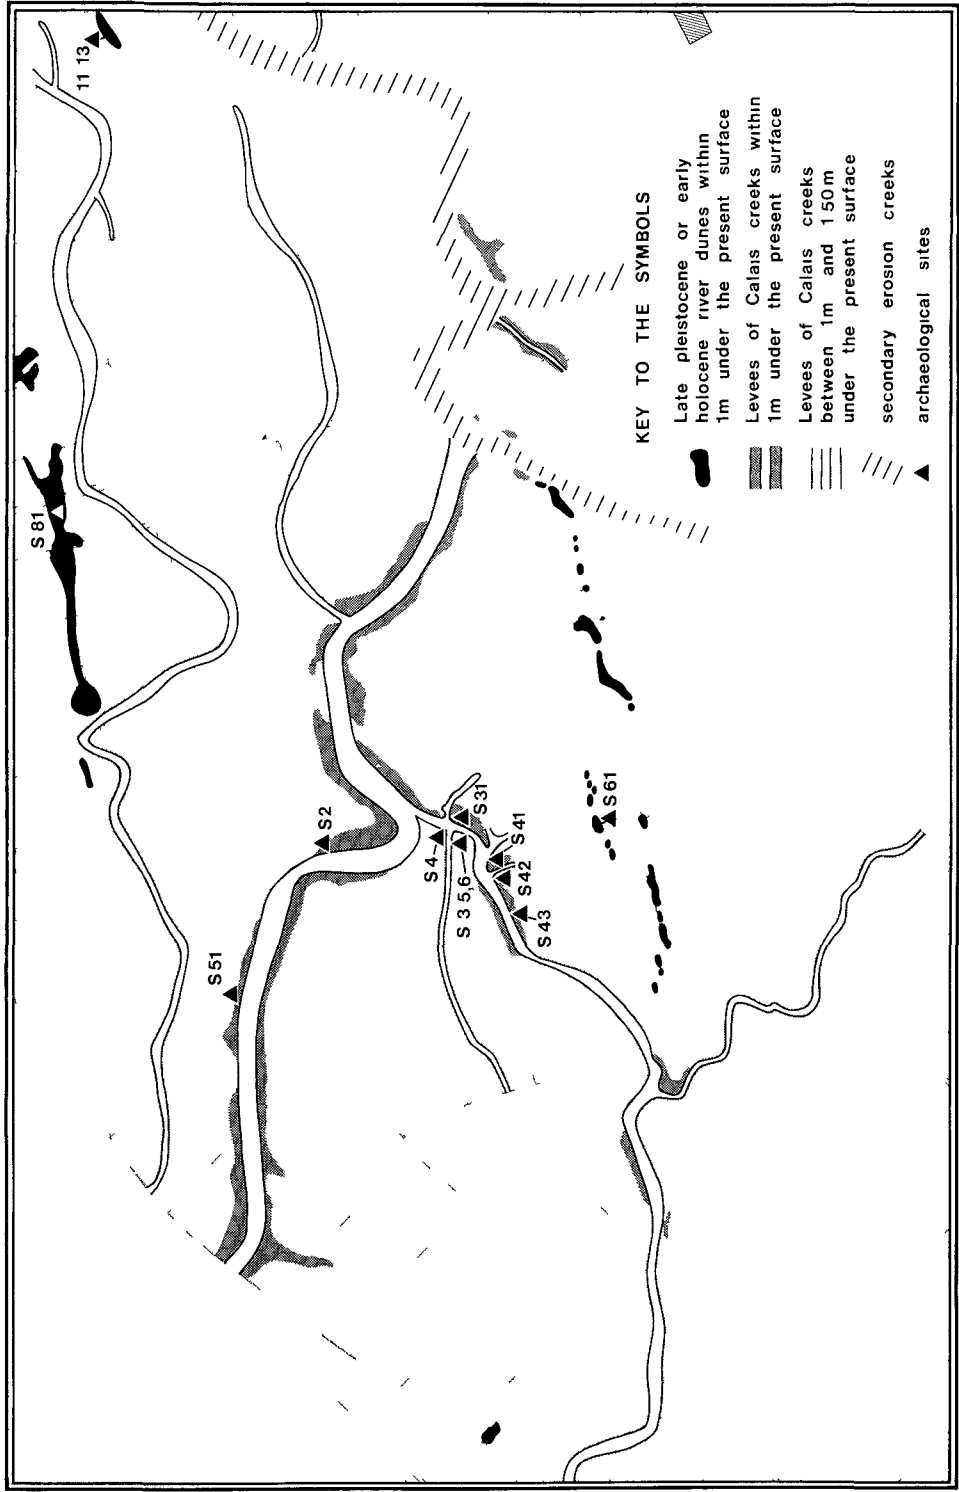 11 13
S 81
S2
S31
S4
S41
S 3 5,6
S42
S43
S51
S61
KEY TO THE SYMBOLS
Late pleistocene or early
holocene river dunes within
1m under the present surface
Levees of Calais creeks within
1m under the present surface
Levees of Calais creeks
between 1m and 1 50m
under the present surface
secondary erosion creeks
archaeological sites